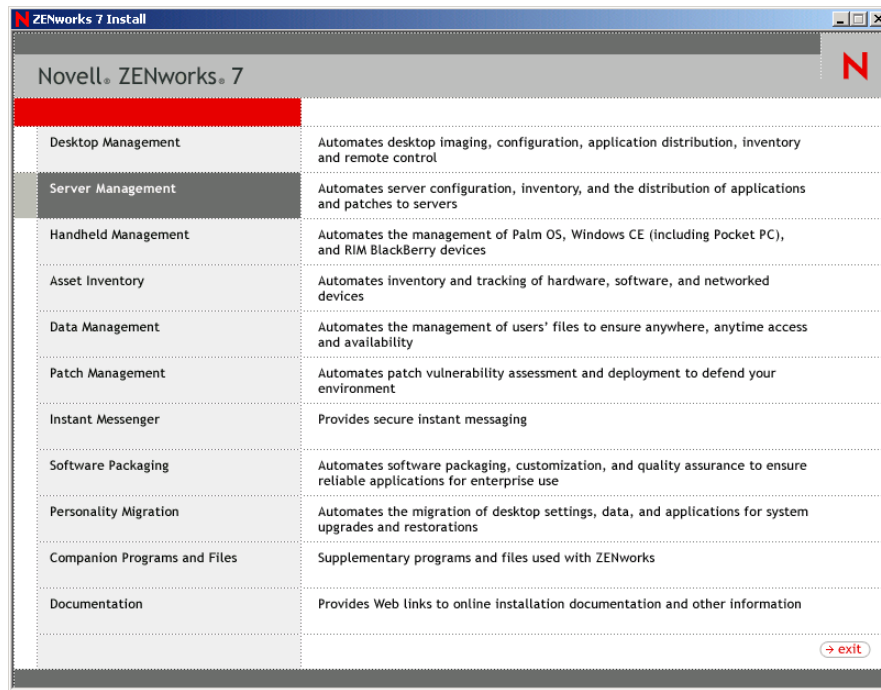 ZENworks 7 Install
Novell® ZENworks® 7
N
Desktop Management
Automates desktop imaging, configuration, application distribution, inventory
and remote control
Server Management
Automates server configuration, inventory, and the distribution of applications
and patches to servers
Handheld Management
Automates the management of Palm OS, Windows CE (including Pocket PC),
and RIM BlackBerry devices
Asset Inventory
Automates inventory and tracking of hardware, software, and networked
devices
Data Management
Automates the management of users’ files to ensure anywhere, anytime access
and availability
Patch Management
Automates patch vulnerability assessment and deployment to defend your
environment
Instant Messenger
Provides secure instant messaging
Software Packaging
Automates software packaging, customization, and quality assurance to ensure
reliable applications for enterprise use
Personality Migration
Automates the migration of desktop settings, data, and applications for system
upgrades and restorations
Companion Programs and Files
Supplementary programs and files used with ZENworks
Documentation
Provides Web links to online installation documentation and other information
→ exit